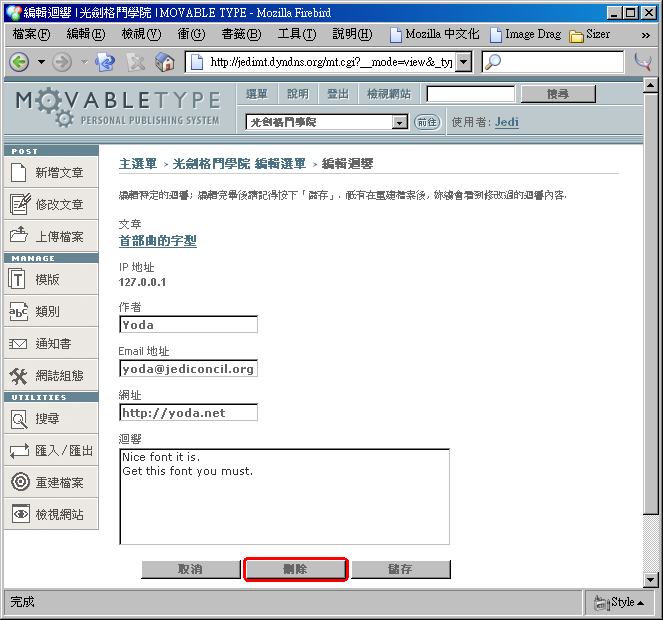 編輯迴響 | 光劍格鬥學院 | MOVABLE TYPE - Mozilla Firebird
檔案(F) 編輯(E) 檢視(V) 衝(G) 書籤(B) 工具(T) 說明(H) Mozilla 中文化 Image Drag Sizer »
http://jedimt.dyndns.org/mt.cgi?__mode=view&_ty
MOVABLETYPE
PERSONAL PUBLISHING SYSTEM
選單 說明 登出 檢視網站 搜尋
光劍格鬥學院 前往 使用者: Jedi
POST
新增文章
修改文章
上傳檔案
MANAGE
模版
類別
通知書
網誌組態
UTILITIES
搜尋
匯入/匯出
重建檔案
檢視網站
主選單 > 光劍格鬥學院 編輯選單 > 編輯迴響
編輯特定的迴響；編輯完畢後請記得按下「儲存」. 祇有在重建檔案後, 妳纔會看到修改過的迴響內容.
文章
首部曲的字型
IP 地址
127.0.0.1
作者
Yoda
Email 地址
yoda@jediconcil.org
網址
http://yoda.net
迴響
Nice font it is.
Get this font you must.
取消 刪除 儲存
完成 Style